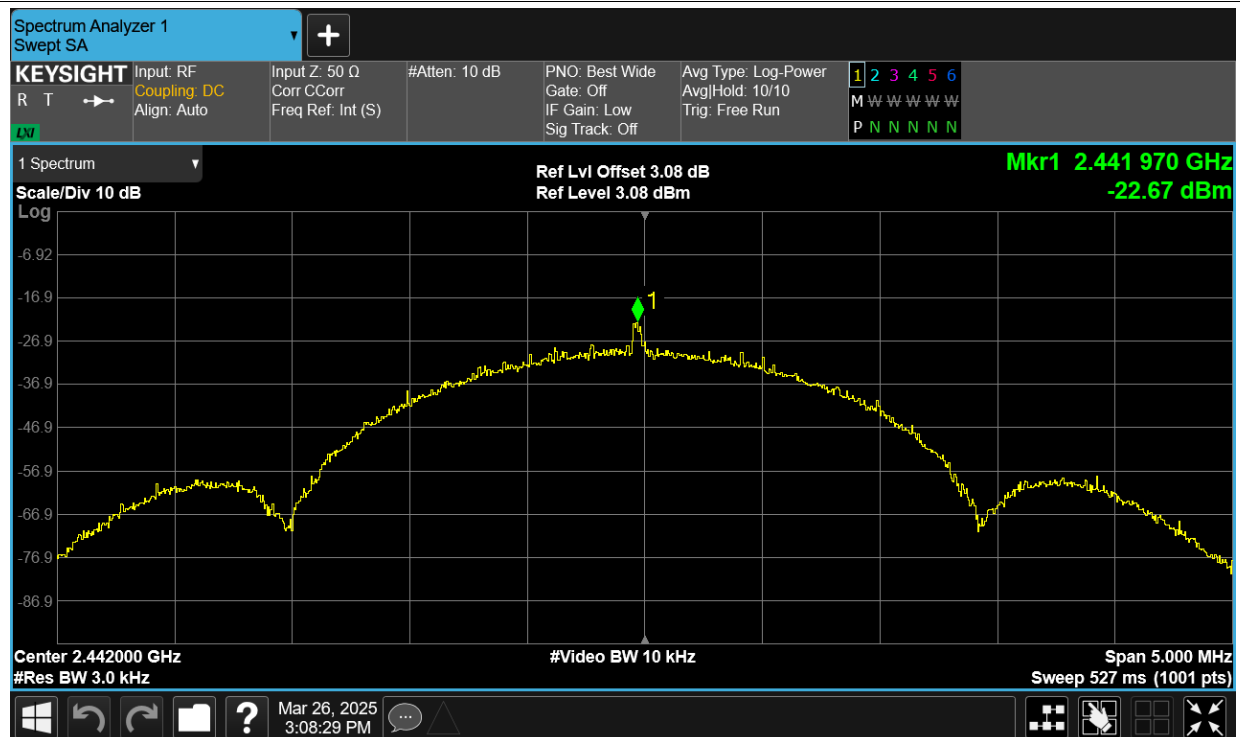 Spectrum Analyzer 1
Swept SA
+
KEYSIGHT
R T
LXI
Input: RF
Coupling: DC
Align: Auto
Input Z: 50 Ω
Corr CCorr
Freq Ref: Int (S)
#Atten: 10 dB
PNO: Best Wide
Gate: Off
IF Gain: Low
Sig Track: Off
Avg Type: Log-Power
Avg|Hold: 10/10
Trig: Free Run
1 2 3 4 5 6
M W W W W W W
P N N N N N N
1 Spectrum
Scale/Div 10 dB
Log
Ref Lvl Offset 3.08 dB
Ref Level 3.08 dBm
Mkr1 2.441 970 GHz
-22.67 dBm
1
-6.92
-16.9
-26.9
-36.9
-46.9
-56.9
-66.9
-76.9
-86.9
Center 2.442000 GHz
#Res BW 3.0 kHz
#Video BW 10 kHz
Span 5.000 MHz
Sweep 527 ms (1001 pts)
?
Mar 26, 2025
3:08:29 PM